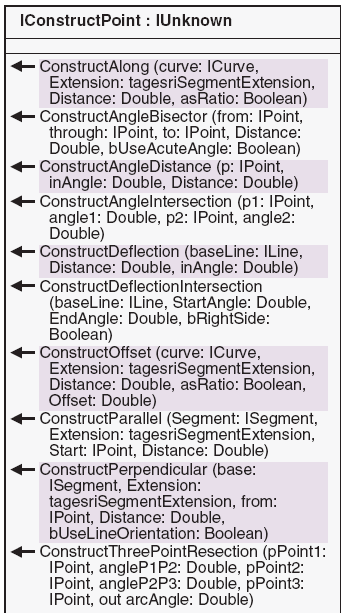 IConstructPoint : IUnknown
ConstructAlong (curve: ICurve,
Extension: tagesriSegmentExtension,
Distance: Double, asRatio: Boolean)
ConstructAngleBisector (from: IPoint,
through: IPoint, to: IPoint, Distance:
Double, bUseAcuteAngle: Boolean)
ConstructAngleDistance (p: IPoint,
inAngle: Double, Distance: Double)
ConstructAngleIntersection (p1: IPoint,
angle1: Double, p2: IPoint, angle2:
Double)
ConstructDeflection (baseLine: ILine,
Distance: Double, inAngle: Double)
ConstructDeflectionIntersection
(baseLine: ILine, StartAngle: Double,
EndAngle: Double, bRightSide:
Boolean)
ConstructOffset (curve: ICurve,
Extension: tagesriSegmentExtension,
Distance: Double, asRatio: Boolean,
Offset: Double)
ConstructParallel (Segment: ISegment,
Extension: tagesriSegmentExtension,
Start: IPoint, Distance: Double)
ConstructPerpendicular (base:
ISegment, Extension:
tagesriSegmentExtension, from:
IPoint, Distance: Double,
bUseLineOrientation: Boolean)
ConstructThreePointResection (pPoint1:
IPoint, angleP1P2: Double, pPoint2:
IPoint, angleP2P3: Double, pPoint3:
IPoint, out arcAngle: Double)